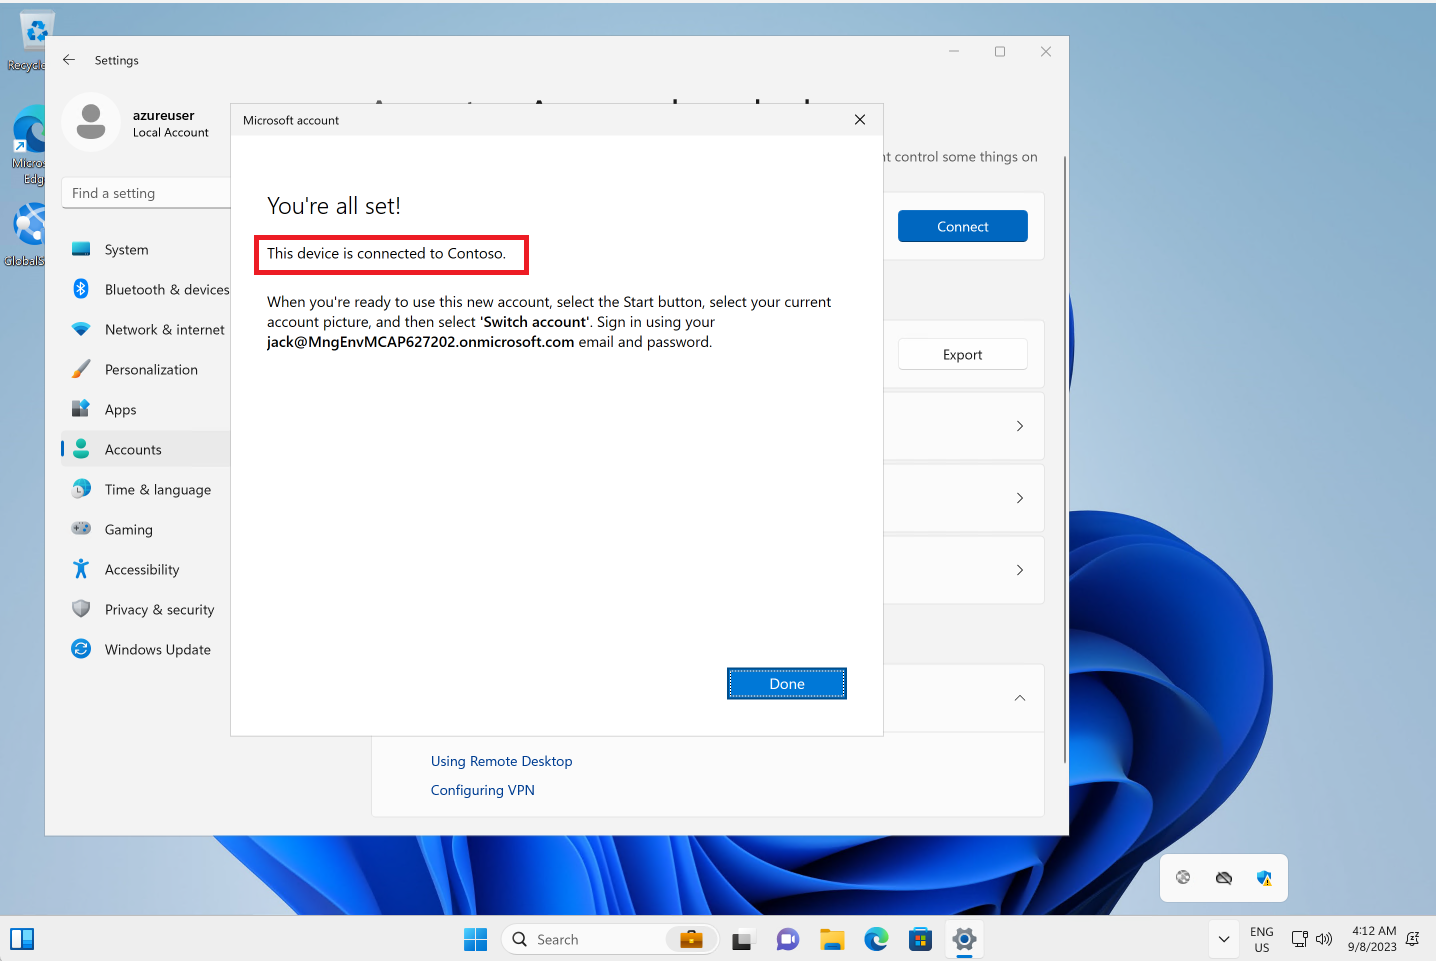 Recycle
Settings
azureuser
Local Account
Microsoft account
Micros
Edg
nt control some things on
Find a setting
You're all set!
Connect
GlobalS
This device is connected to Contoso.
System
Bluetooth & devices
When you're ready to use this new account, select the Start button, select your current
account picture, and then select 'Switch account'. Sign in using your
jack@MngEnvMCAP627202.onmicrosoft.com email and password.
Network & internet
Export
Personalization
Apps
Accounts
Time & language
Gaming
Accessibility
Privacy & security
Windows Update
Done
Using Remote Desktop
Configuring VPN
Search
ENG
US
4:12 AM
9/8/2023